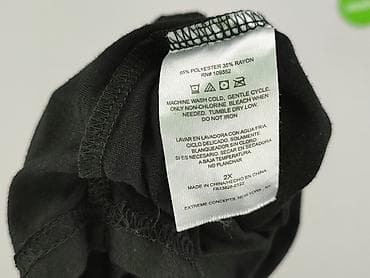 65% POLYESTER 35% RAYON
RN# 109352
MACHINE WASH COLD, GENTLE CYCLE.
ONLY NON-CHLORINE, BLEACH WHEN
NEEDED. TUMBLE DRY LOW.
DO NOT IRON
LAVAR EN LAVADORA CON AGUA FRIA.
CICLO DELICADO. SOLAMENTE
BLANQUEADOR SIN CLORO.
SI ES NECESARIO. SECAR EN SECADORA
A BAJA TEMPERATURA.
NO PLANCHAR
2X
MADE IN CHINA/HECHO EN CHINA
EXTREME CONCEPTS, NEW YORK, NY